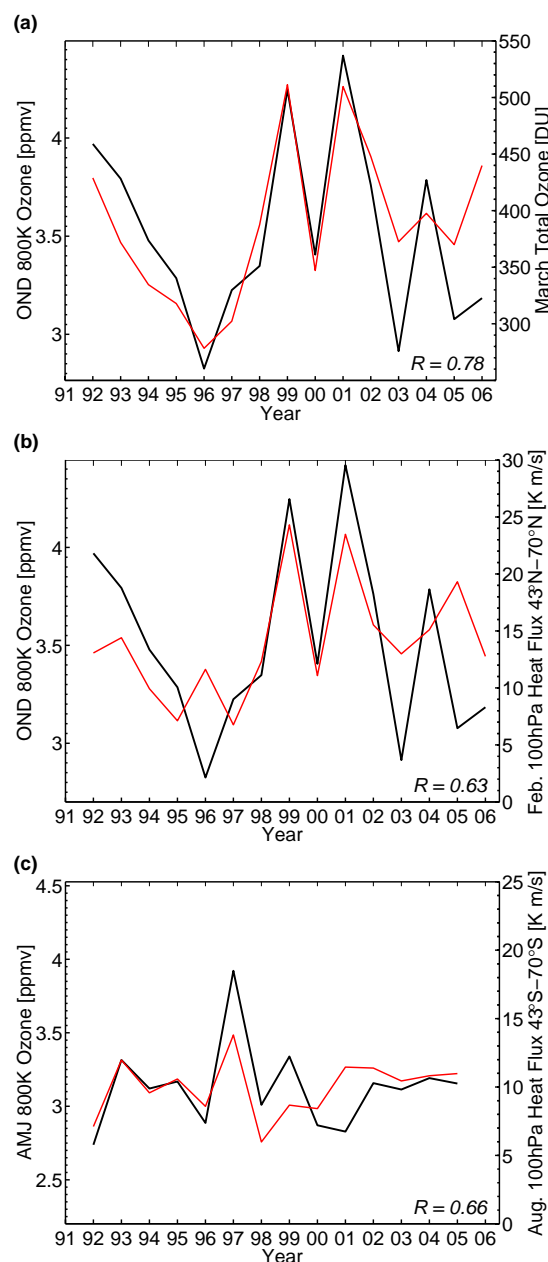 (a)
OND 800K Ozone [ppmv]
4
3.5
3
550
500
450
400
350
300
March Total Ozone [DU]
R = 0.78
91 92 93 94 95 96 97 98 99 00 01 02 03 04 05 06
Year
(b)
OND 800K Ozone [ppmv]
4
3.5
3
30
25
20
15
10
5
0
Feb. 100hPa Heat Flux 43°N−70°N [K m/s]
R = 0.63
91 92 93 94 95 96 97 98 99 00 01 02 03 04 05 06
Year
(c)
AMJ 800K Ozone [ppmv]
4.5
4
3.5
3
2.5
25
20
15
10
5
0
Aug. 100hPa Heat Flux 43°S−70°S [K m/s]
R = 0.66
91 92 93 94 95 96 97 98 99 00 01 02 03 04 05 06
Year